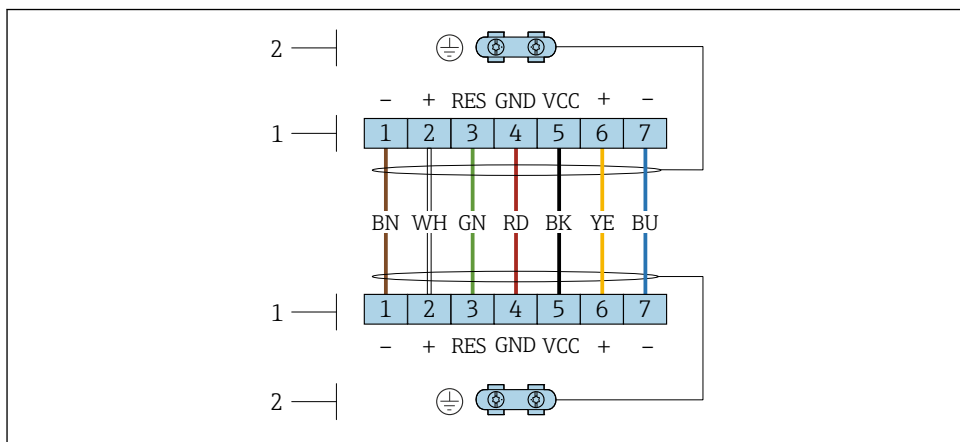 2
– + RES GND VCC + –
1 1 2 3 4 5 6 7
BN WH GN RD BK YE BU
1 1 2 3 4 5 6 7
– + RES GND VCC + –
2